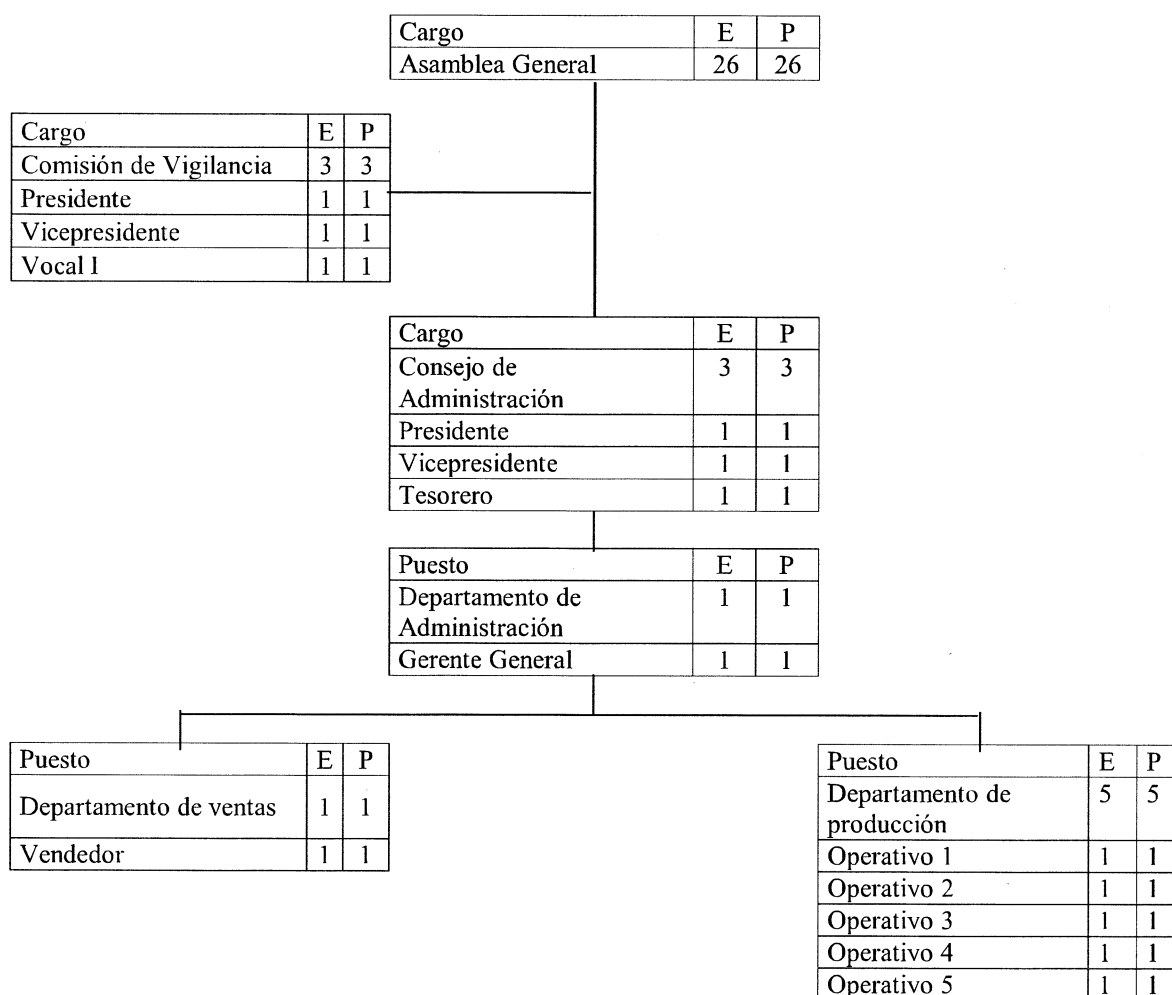 Cargo E P
Asamblea General 26 26
Cargo E P
Comisión de Vigilancia 3 3
Presidente 1 1
Vicepresidente 1 1
Vocal I 1 1
Cargo E P
Consejo de 3 3
Administración
Presidente 1 1
Vicepresidente 1 1
Tesorero 1 1
Puesto E P
Departamento de 1 1
Administración
Gerente General 1 1
Puesto E P
Departamento de ventas 1 1
Vendedor 1 1
Puesto E P
Departamento de 5 5
producción
Operativo 1 1 1
Operativo 2 1 1
Operativo 3 1 1
Operativo 4 1 1
Operativo 5 1 1